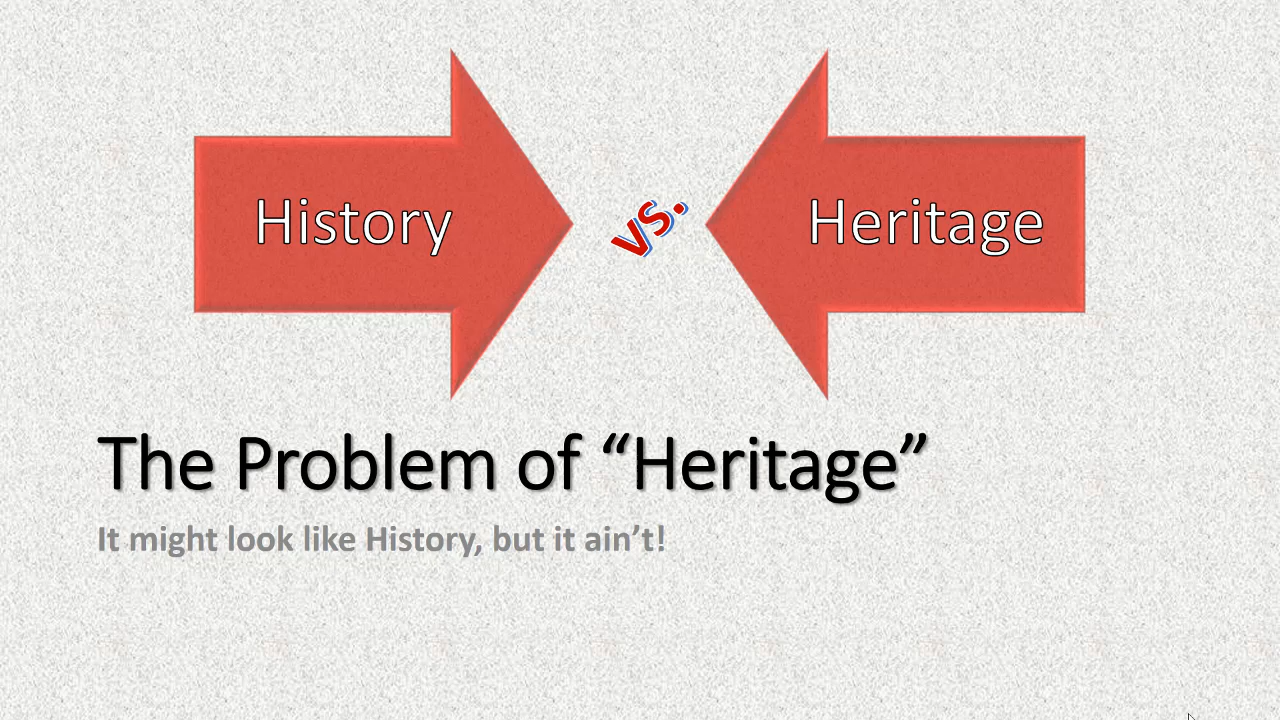 History
vs.
Heritage
The Problem of “Heritage”
It might look like History, but it ain’t!